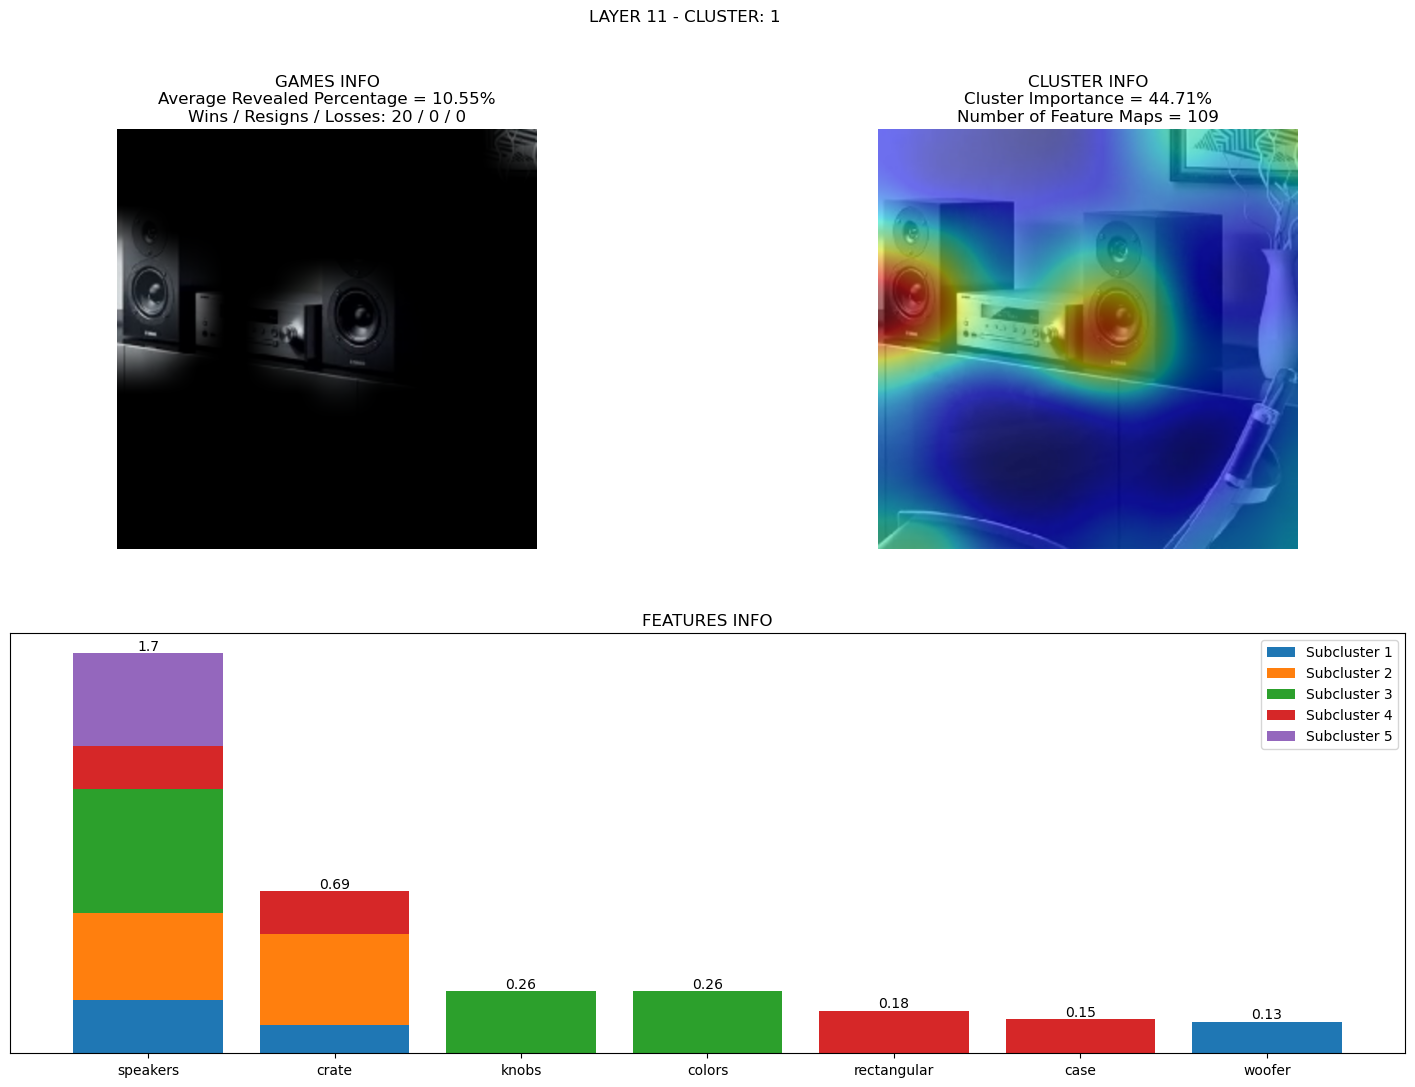 LAYER 11 - CLUSTER: 1
GAMES INFO
Average Revealed Percentage = 10.55%
Wins / Resigns / Losses: 20 / 0 / 0
CLUSTER INFO
Cluster Importance = 44.71%
Number of Feature Maps = 109
FEATURES INFO
1.7
0.69
0.26
0.26
0.18
0.15
0.13
Subcluster 1
Subcluster 2
Subcluster 3
Subcluster 4
Subcluster 5
speakers
crate
knobs
colors
rectangular
case
woofer